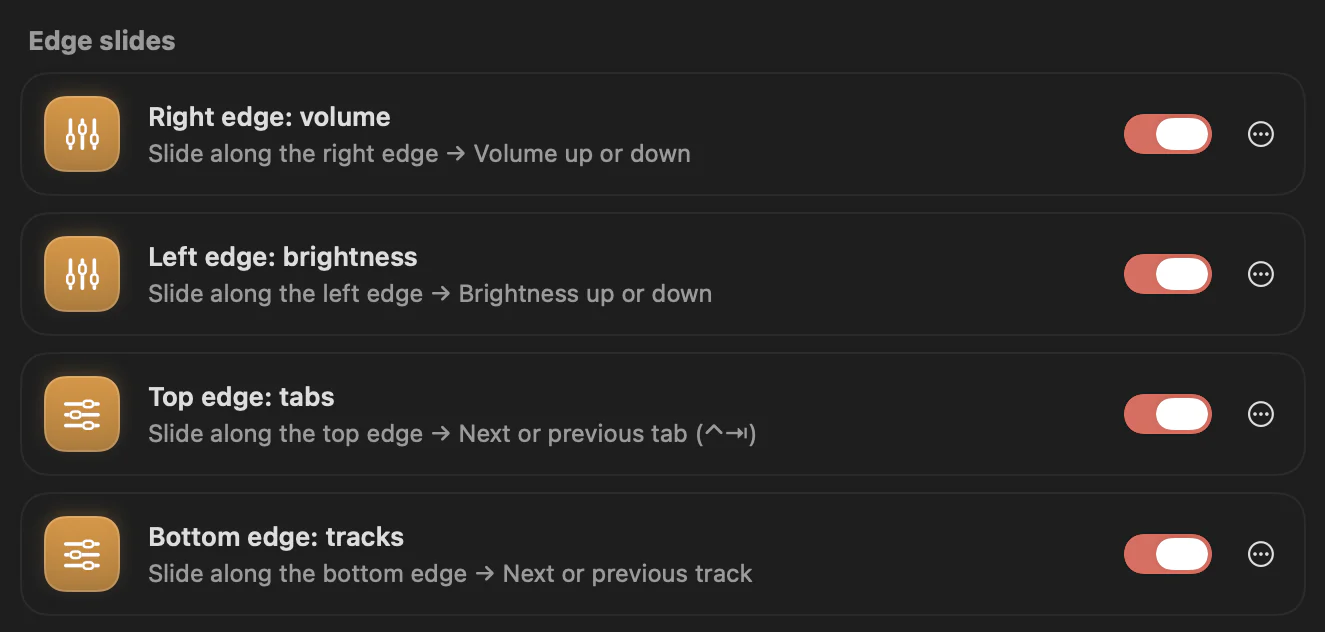 Edge slides
Right edge: volume
Slide along the right edge → Volume up or down
Left edge: brightness
Slide along the left edge → Brightness up or down
Top edge: tabs
Slide along the top edge → Next or previous tab (^⇥)
Bottom edge: tracks
Slide along the bottom edge → Next or previous track